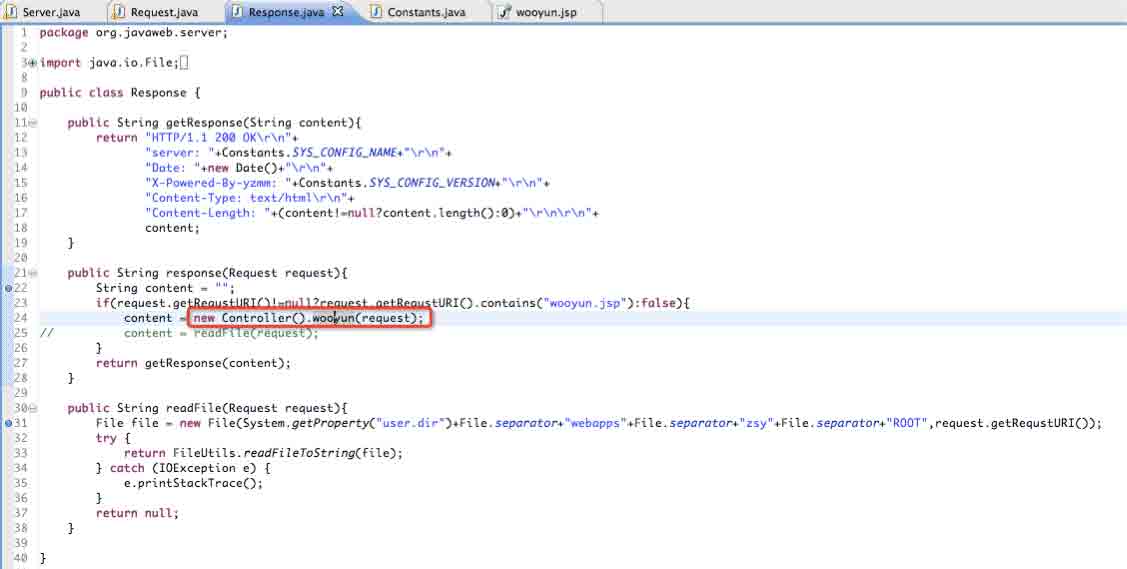 Server.java Request.java Response.java Constants.java wooyun.jsp
1 package org.javaweb.server;
2
3 import java.io.File;
8
9 public class Response {
10
11 public String getResponse(String content){
12 return "HTTP/1.1 200 OK\r\n"+
13 "server: "+Constants.SYS_CONFIG_NAME+"\r\n"+
14 "Date: "+new Date()+"\r\n"+
15 "X-Powered-By-yzmm: "+Constants.SYS_CONFIG_VERSION+"\r\n"+
16 "Content-Type: text/html\r\n"+
17 "Content-Length: "+(content!=null?content.length():0)+"\r\n\r\n"+
18 content;
19 }
20
21 public String response(Request request){
22 String content = "";
23 if(request.getRequstURI()!=null?request.getRequstURI().contains("wooyun.jsp"):false){
24 content = new Controller().wooyun(request);
25 // content = readFile(request);
26 }
27 return getResponse(content);
28 }
29
30 public String readFile(Request request){
31 File file = new File(System.getProperty("user.dir")+File.separator+"webapps"+File.separator+"zsy"+File.separator+"ROOT",request.getRequstURI());
32 try {
33 return FileUtils.readFileToString(file);
34 } catch (IOException e) {
35 e.printStackTrace();
36 }
37 return null;
38 }
39
40 }